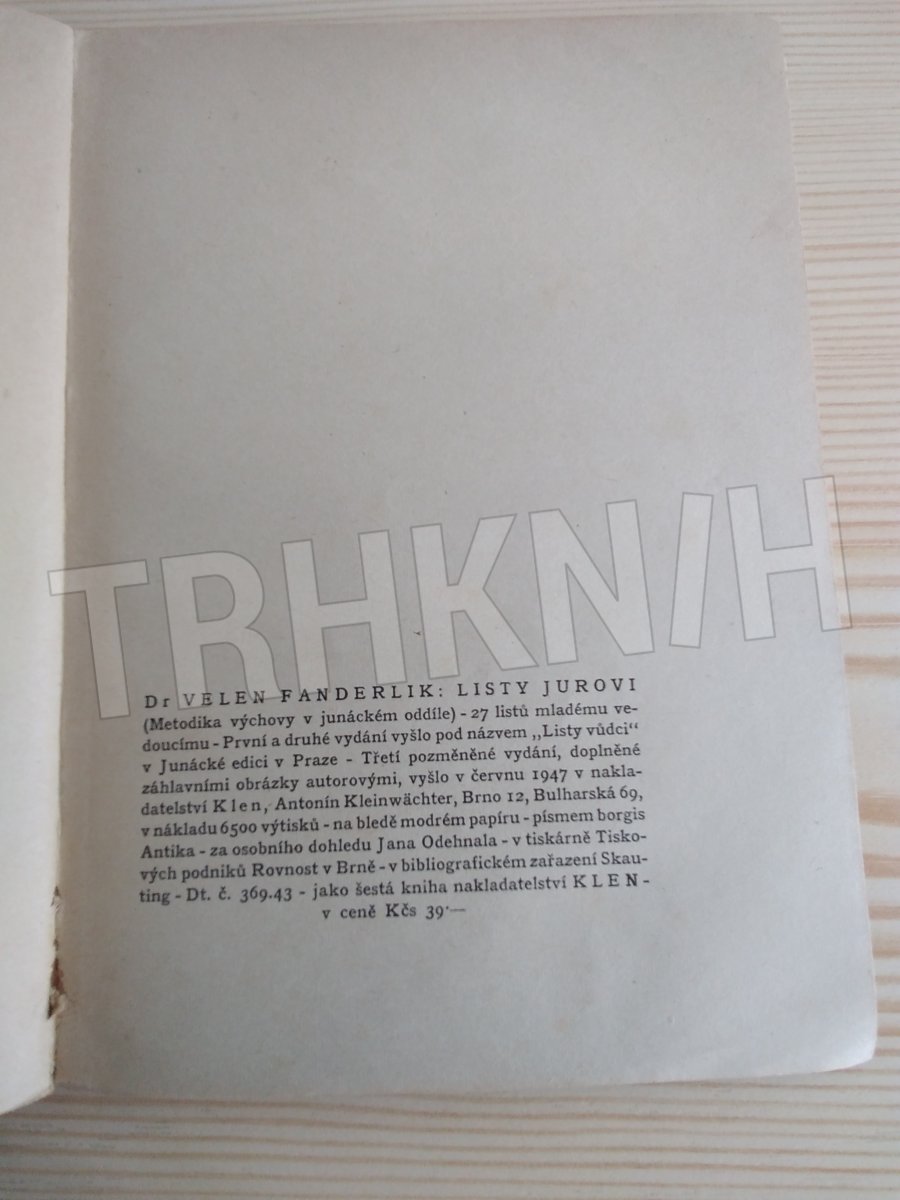 TRHKNIH
Dr VELEN FANDERLIK: LISTY JUROVI
(Metodika výchovy v junáckém oddíle) - 27 listů mladému ve-
doucímu - První a druhé vydání vyšlo pod názvem „Listy vůdci“
v Junácké edici v Praze - Třetí pozměněné vydání, doplněné
záhlavními obrázky autorovými, vyšlo v červnu 1947 v nakla-
datelství Klen, Antonín Kleinwächter, Brno 12, Bulharská 69,
v nákladu 6500 výtisků - na bledě modrém papíru - písmem borgis
Antika - za osobního dohledu Jana Odehnala - v tiskárně Tisko-
vých podniků Rovnost v Brně - v bibliografickém zařazení Skau-
ting - Dt. č. 369.43 - jako šestá kniha nakladatelství KLEN -
v ceně Kčs 39·—